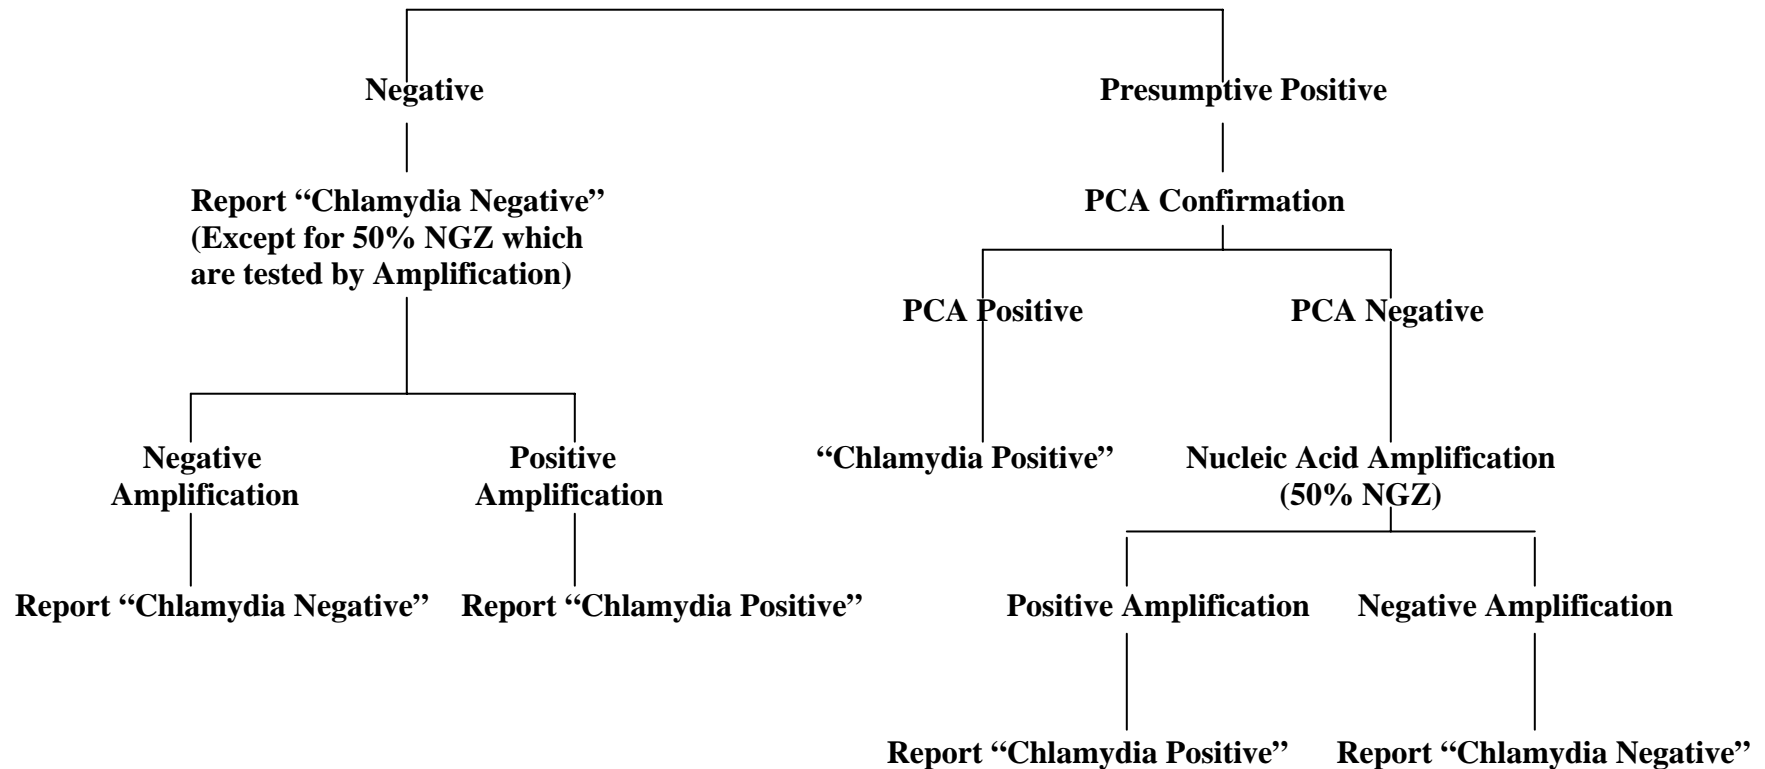 Negative
Presumptive Positive
Report “Chlamydia Negative”
(Except for 50% NGZ which
are tested by Amplification)
PCA Confirmation
PCA Positive
PCA Negative
Negative
Amplification
Positive
Amplification
“Chlamydia Positive”
Nucleic Acid Amplification
(50% NGZ)
Report “Chlamydia Negative”
Report “Chlamydia Positive”
Positive Amplification
Negative Amplification
Report “Chlamydia Positive”
Report “Chlamydia Negative”